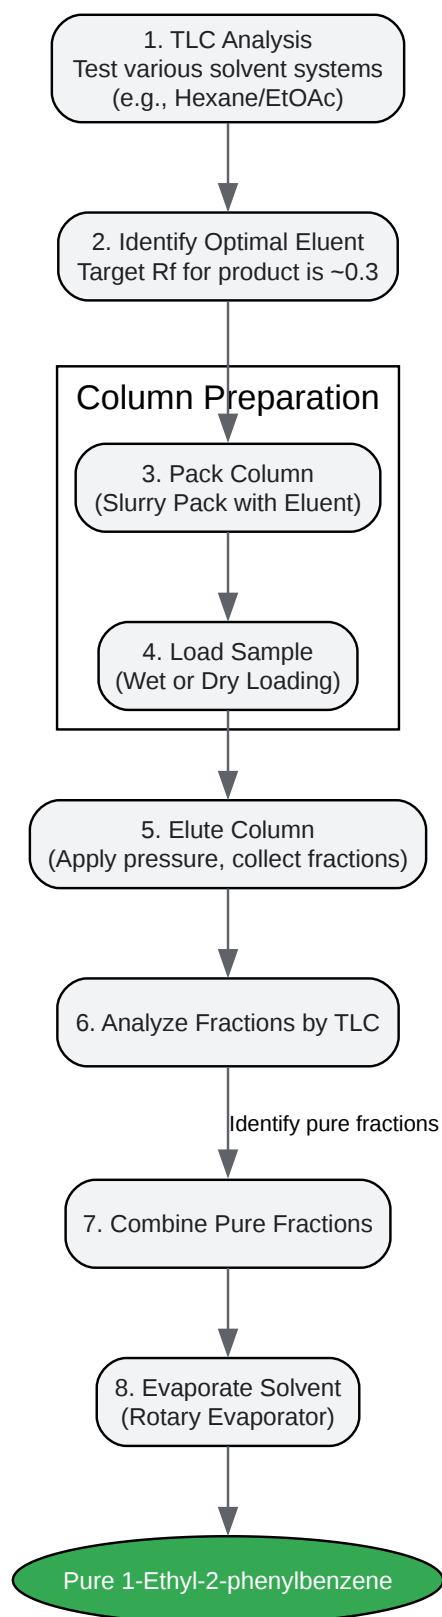 1. TLC Analysis
Test various solvent systems
(e.g., Hexane/EtOAc)
2. Identify Optimal Eluent
Target Rf for product is ~0.3
Column Preparation
3. Pack Column
(Slurry Pack with Eluent)
4. Load Sample
(Wet or Dry Loading)
5. Elute Column
(Apply pressure, collect fractions)
6. Analyze Fractions by TLC
Identify pure fractions
7. Combine Pure Fractions
8. Evaporate Solvent
(Rotary Evaporator)
Pure 1-Ethyl-2-phenylbenzene